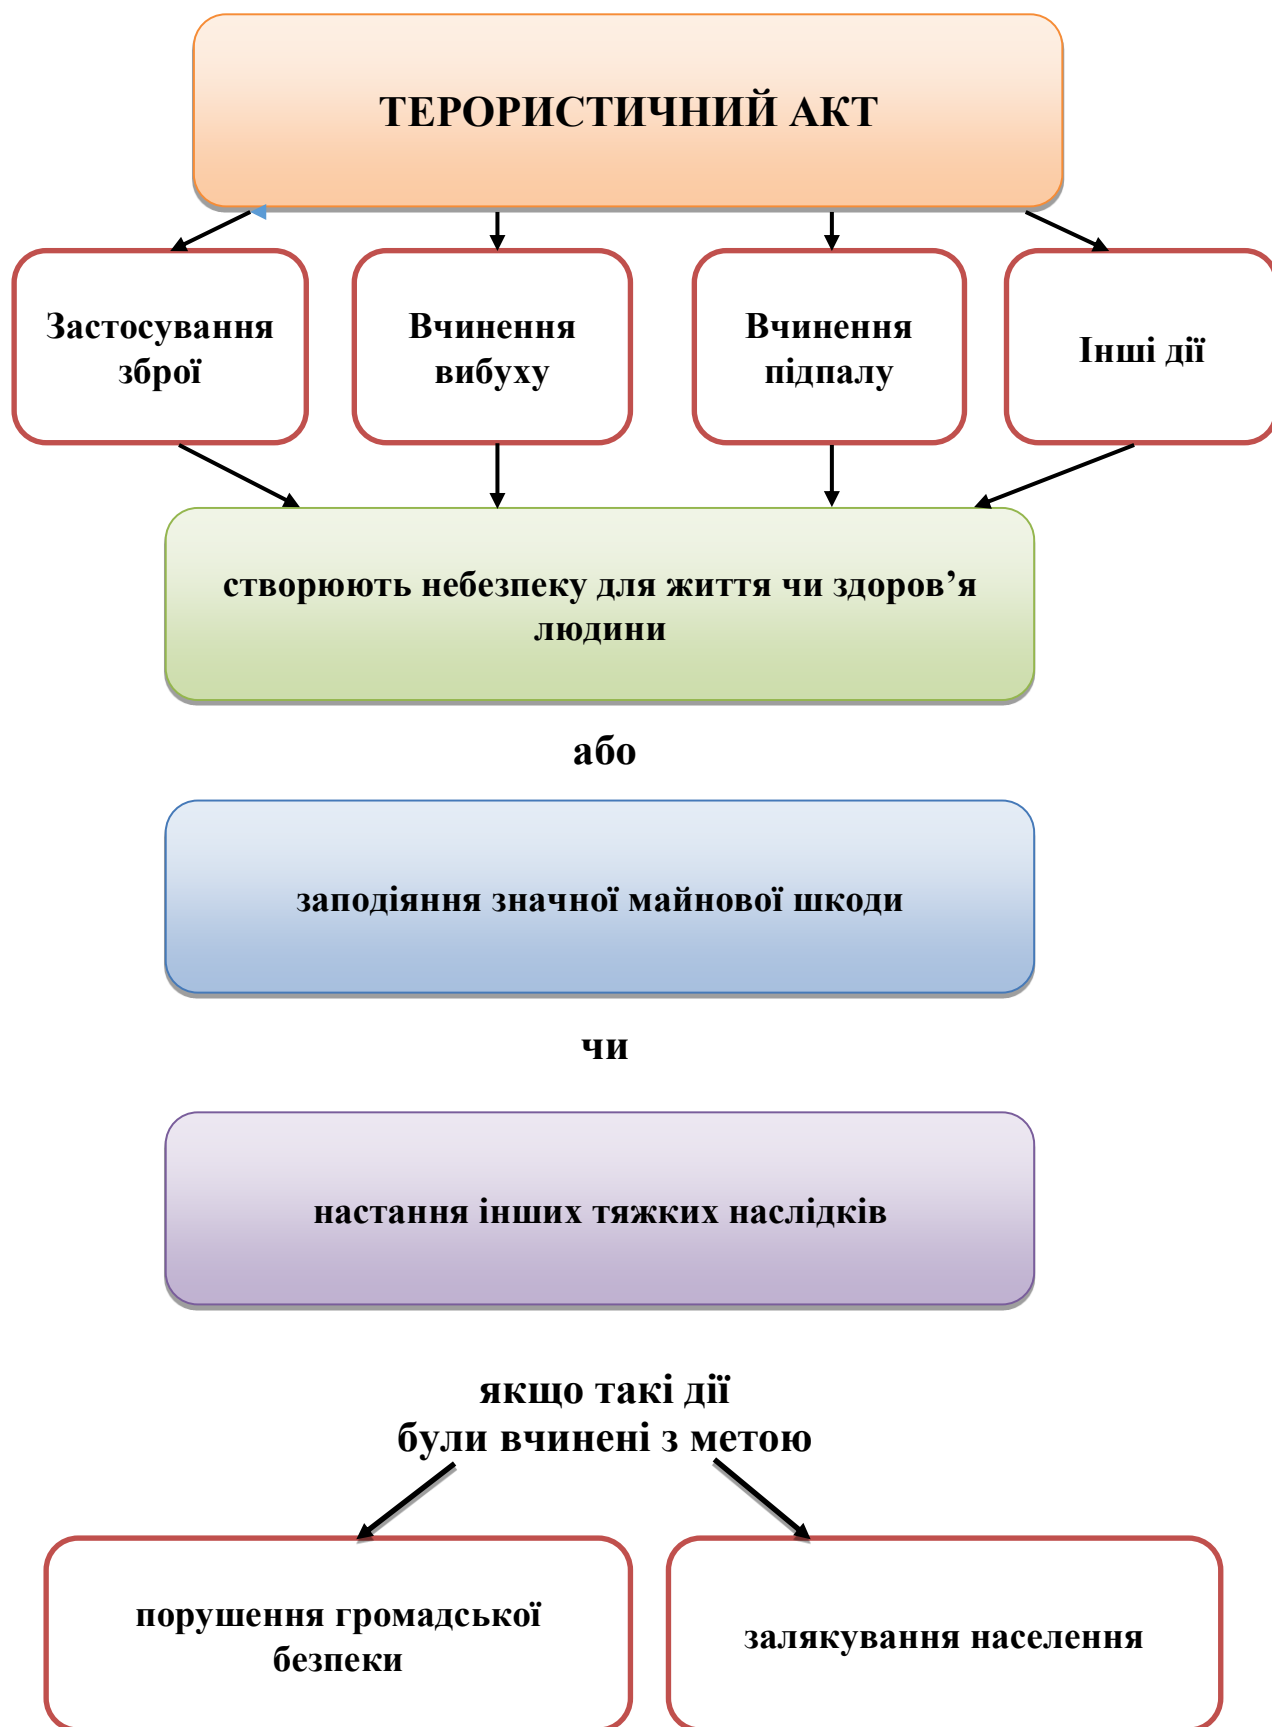 ТЕРОРИСТИЧНИЙ АКТ
Застосування
зброї
Вчинення
вибуху
Вчинення
підпалу
Інші дії
створюють небезпеку для життя чи здоров’я
людини
або
заподіяння значної майнової шкоди
чи
настання інших тяжких наслідків
якщо такі дії
були вчинені з метою
порушення громадської
безпеки
залякування населення